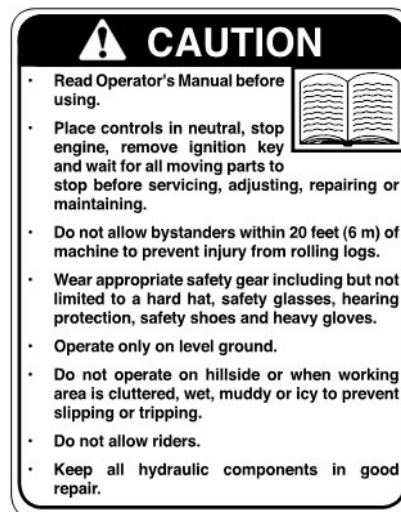 CAUTION
· Read Operator's Manual before
using.
· Place controls in neutral, stop
engine, remove ignition key
and wait for all moving parts to
stop before servicing, adjusting, repairing or
maintaining.
· Do not allow bystanders within 20 feet (6 m) of
machine to prevent injury from rolling logs.
· Wear appropriate safety gear including but not
limited to a hard hat, safety glasses, hearing
protection, safety shoes and heavy gloves.
· Operate only on level ground.
· Do not operate on hillside or when working
area is cluttered, wet, muddy or icy to prevent
slipping or tripping.
· Do not allow riders.
· Keep all hydraulic components in good
repair.